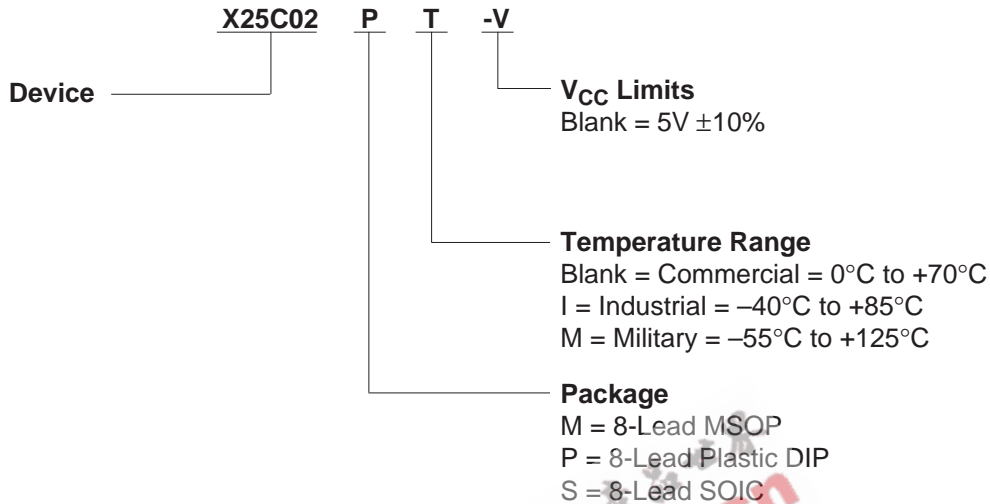 X25C02 P T -V
Device
VCC Limits
Blank = 5V ±10%
Temperature Range
Blank = Commercial = 0°C to +70°C
I = Industrial = –40°C to +85°C
M = Military = –55°C to +125°C
Package
M = 8-Lead MSOP
P = 8-Lead Plastic DIP
S = 8-Lead SOIC